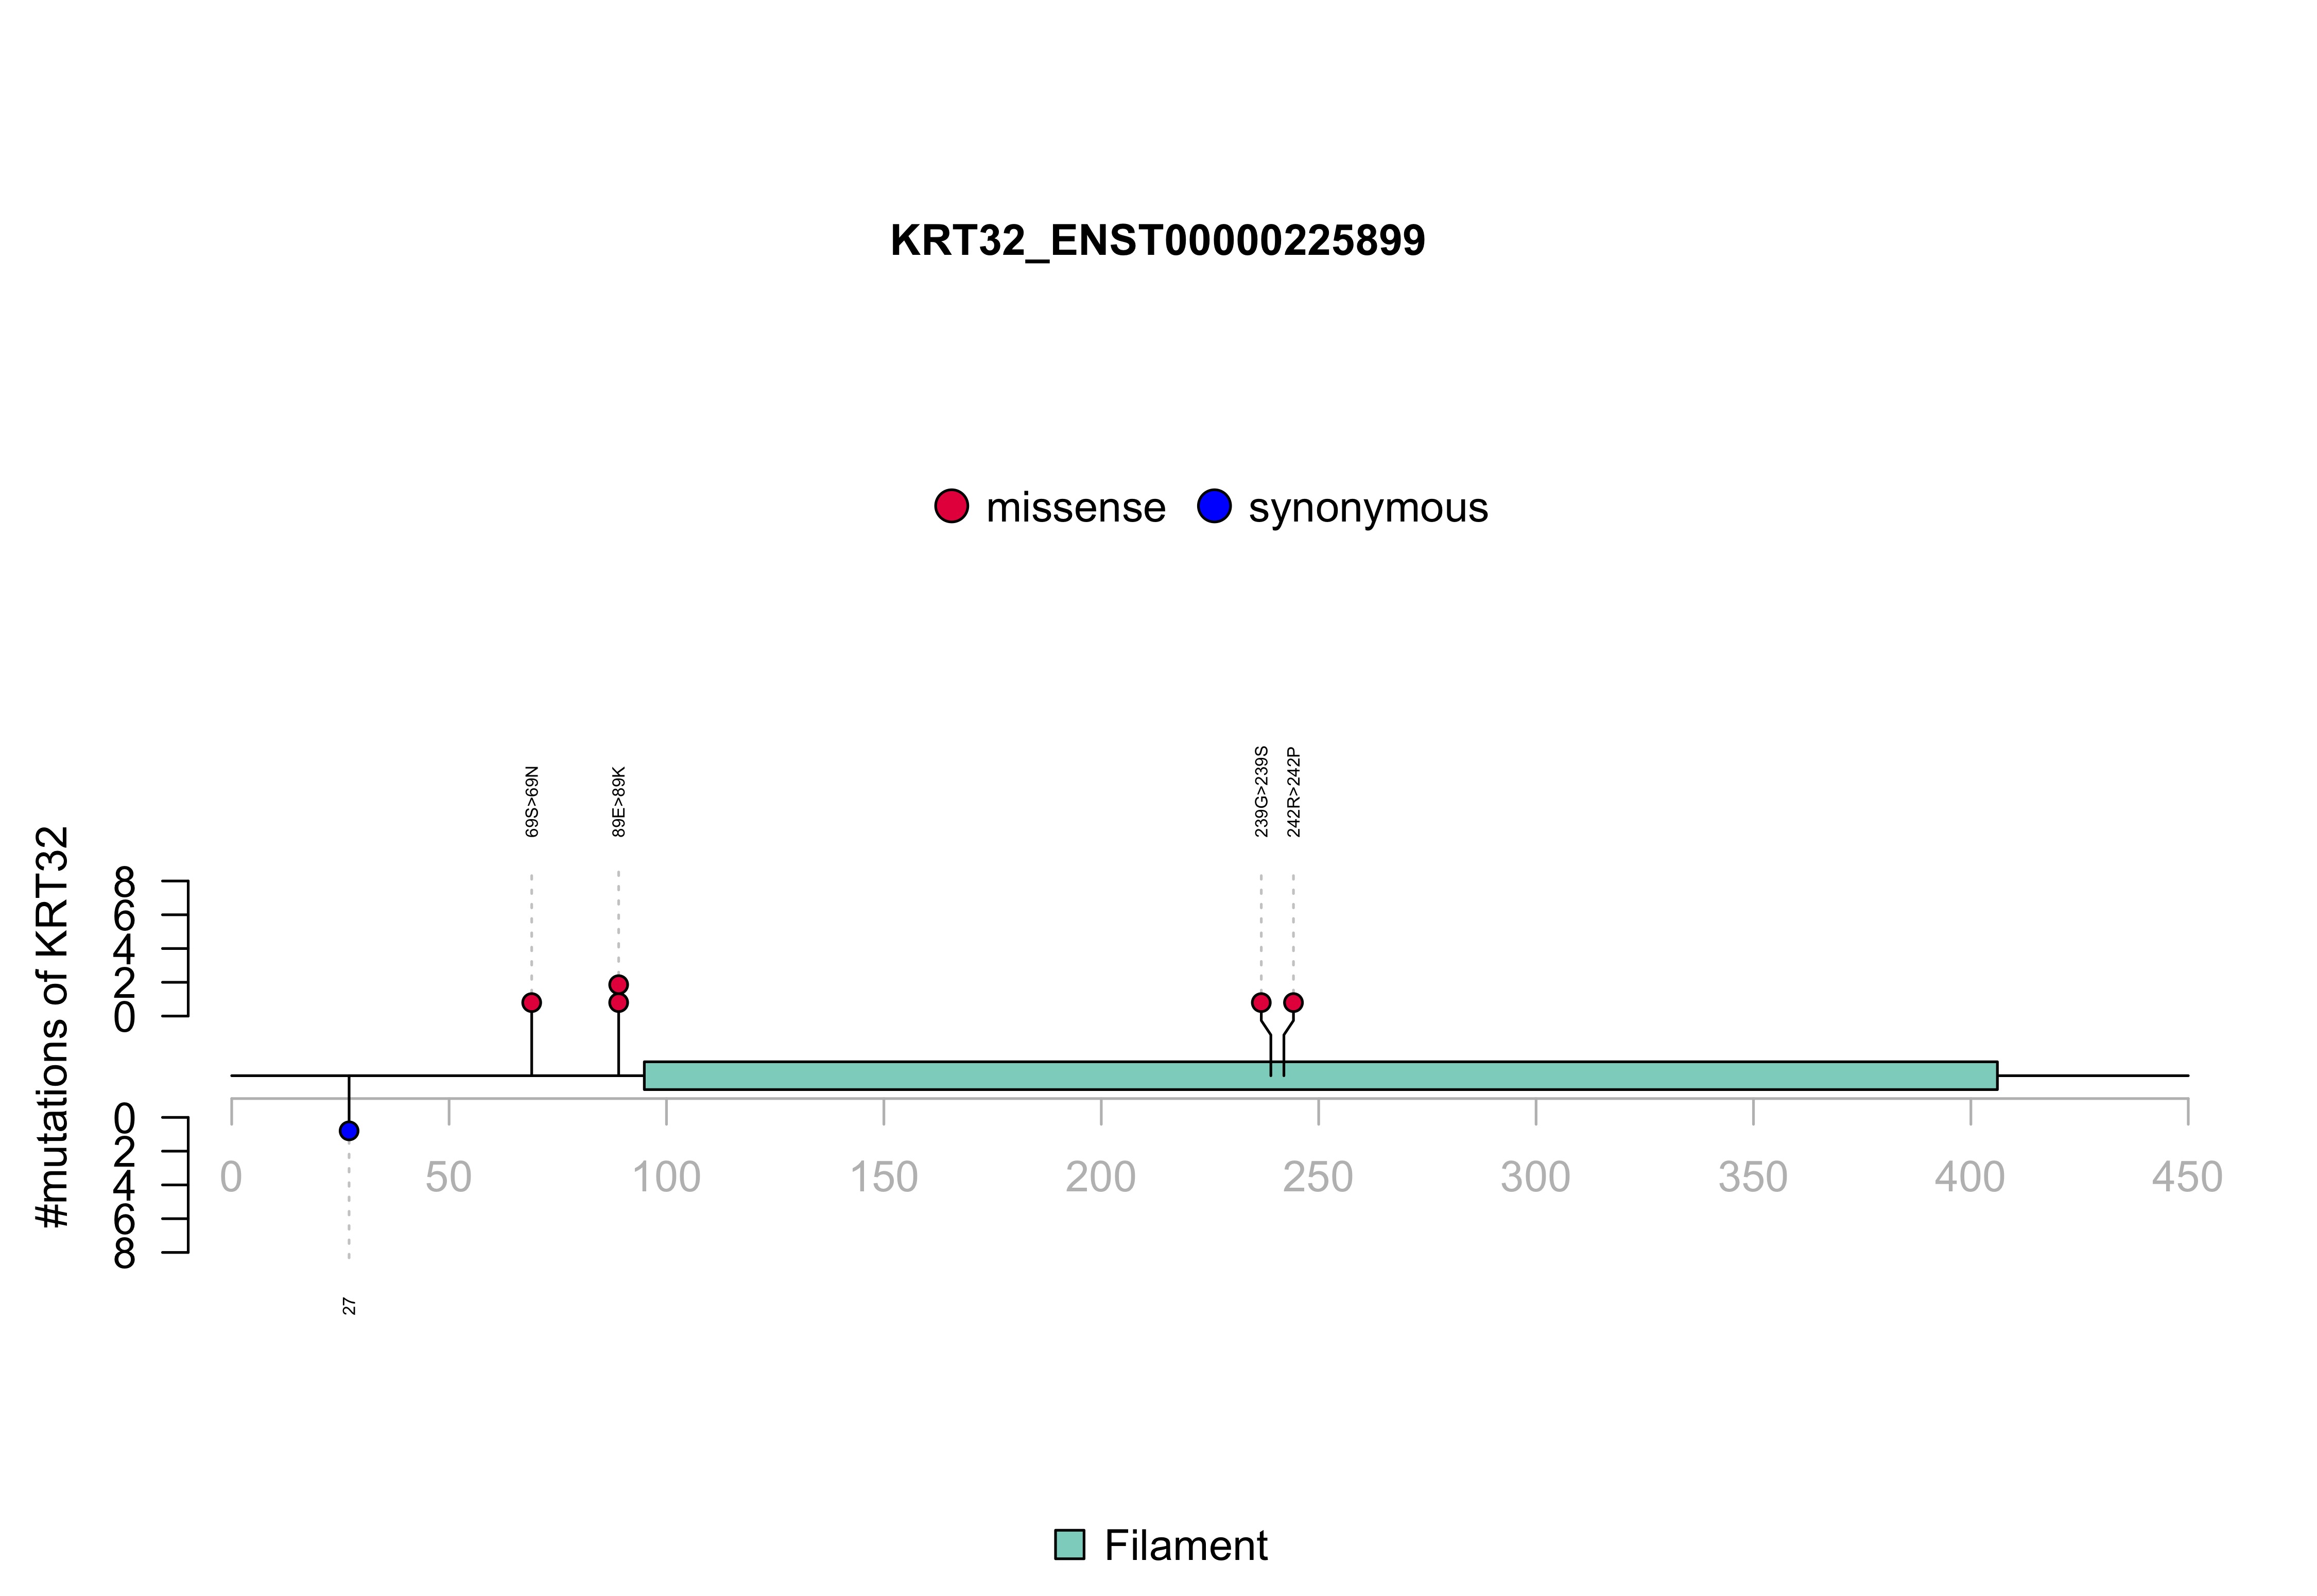 KRT32_ENST00000225899
missense synonymous
69S>69N
89E>89K
239G>239S
242R>242P
#mutations of KRT32
8
6
4
2
0
0
2
4
6
8
0 50 100 150 200 250 300 350 400 450
27
Filament